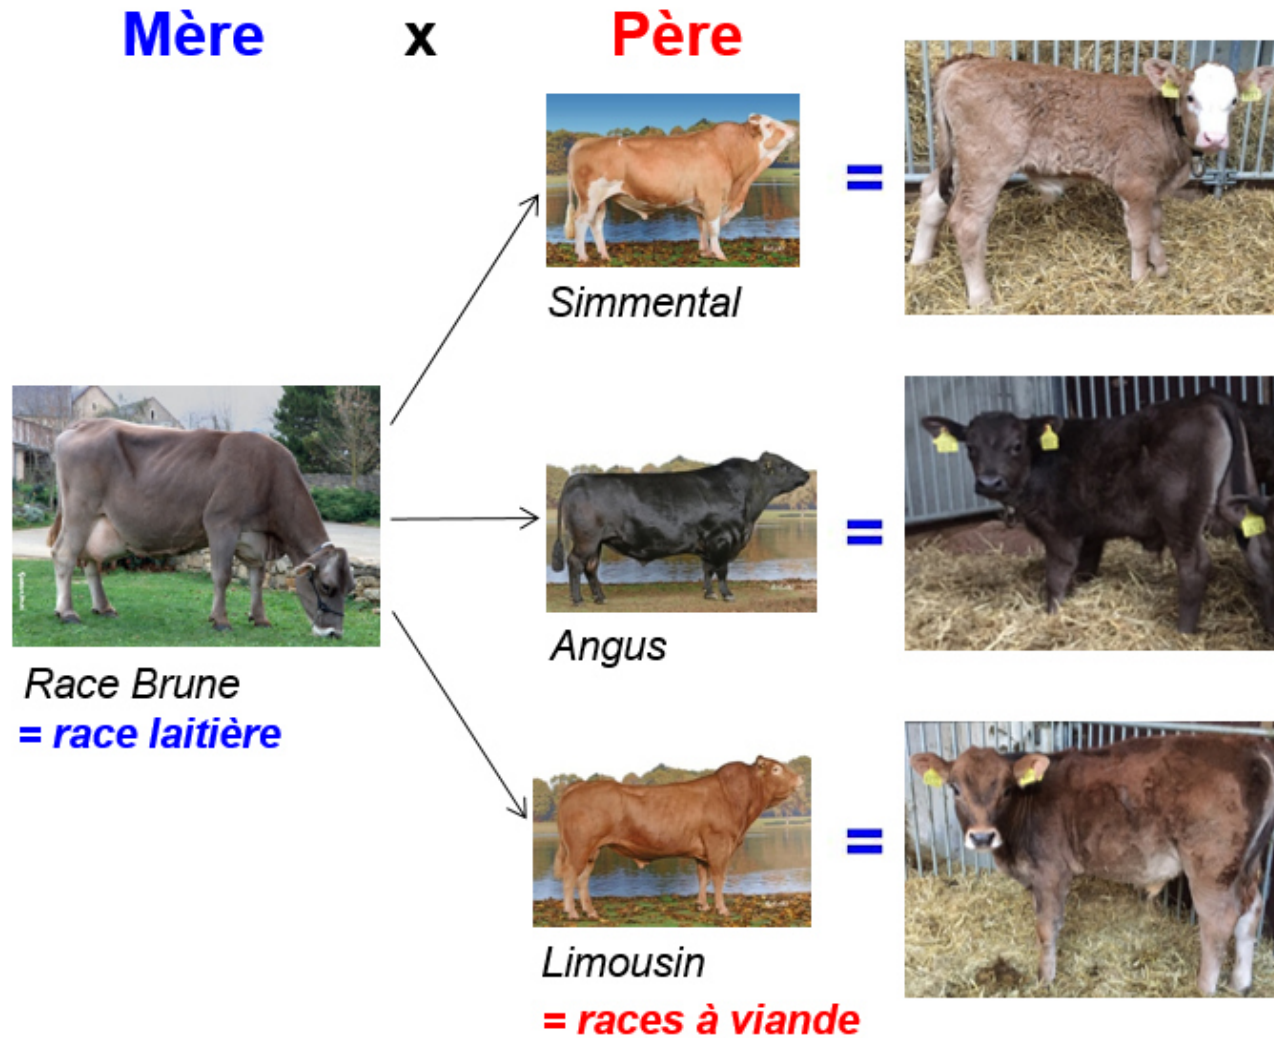 Mère x Père
Simmental
=
Angus
=
Race Brune
= race laitière
Limousin
=
= races à viande